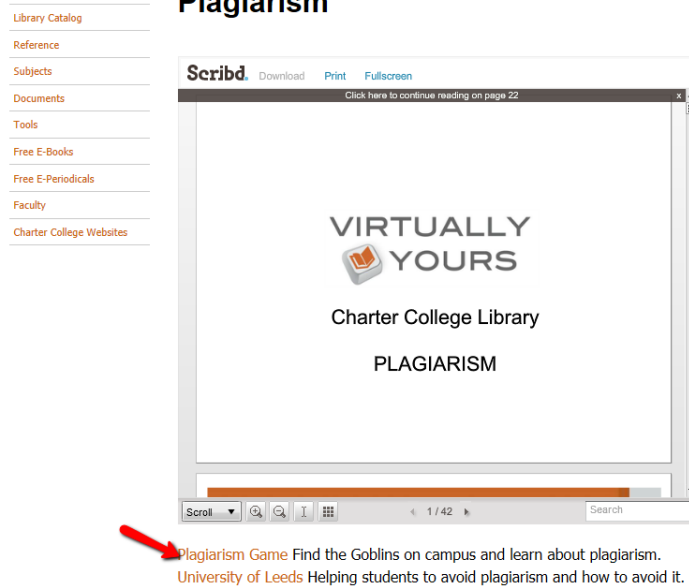 Plagiarism
Library Catalog
Reference
Subjects
Documents
Tools
Free E-Books
Free E-Periodicals
Faculty
Charter College Websites
Scribd. Download Print Fullscreen
Click here to continue reading on page 22 x
VIRTUALLY
YOURS
Charter College Library
PLAGIARISM
Scroll 1 / 42 Search
Plagiarism Game Find the Goblins on campus and learn about plagiarism.
University of Leeds Helping students to avoid plagiarism and how to avoid it.